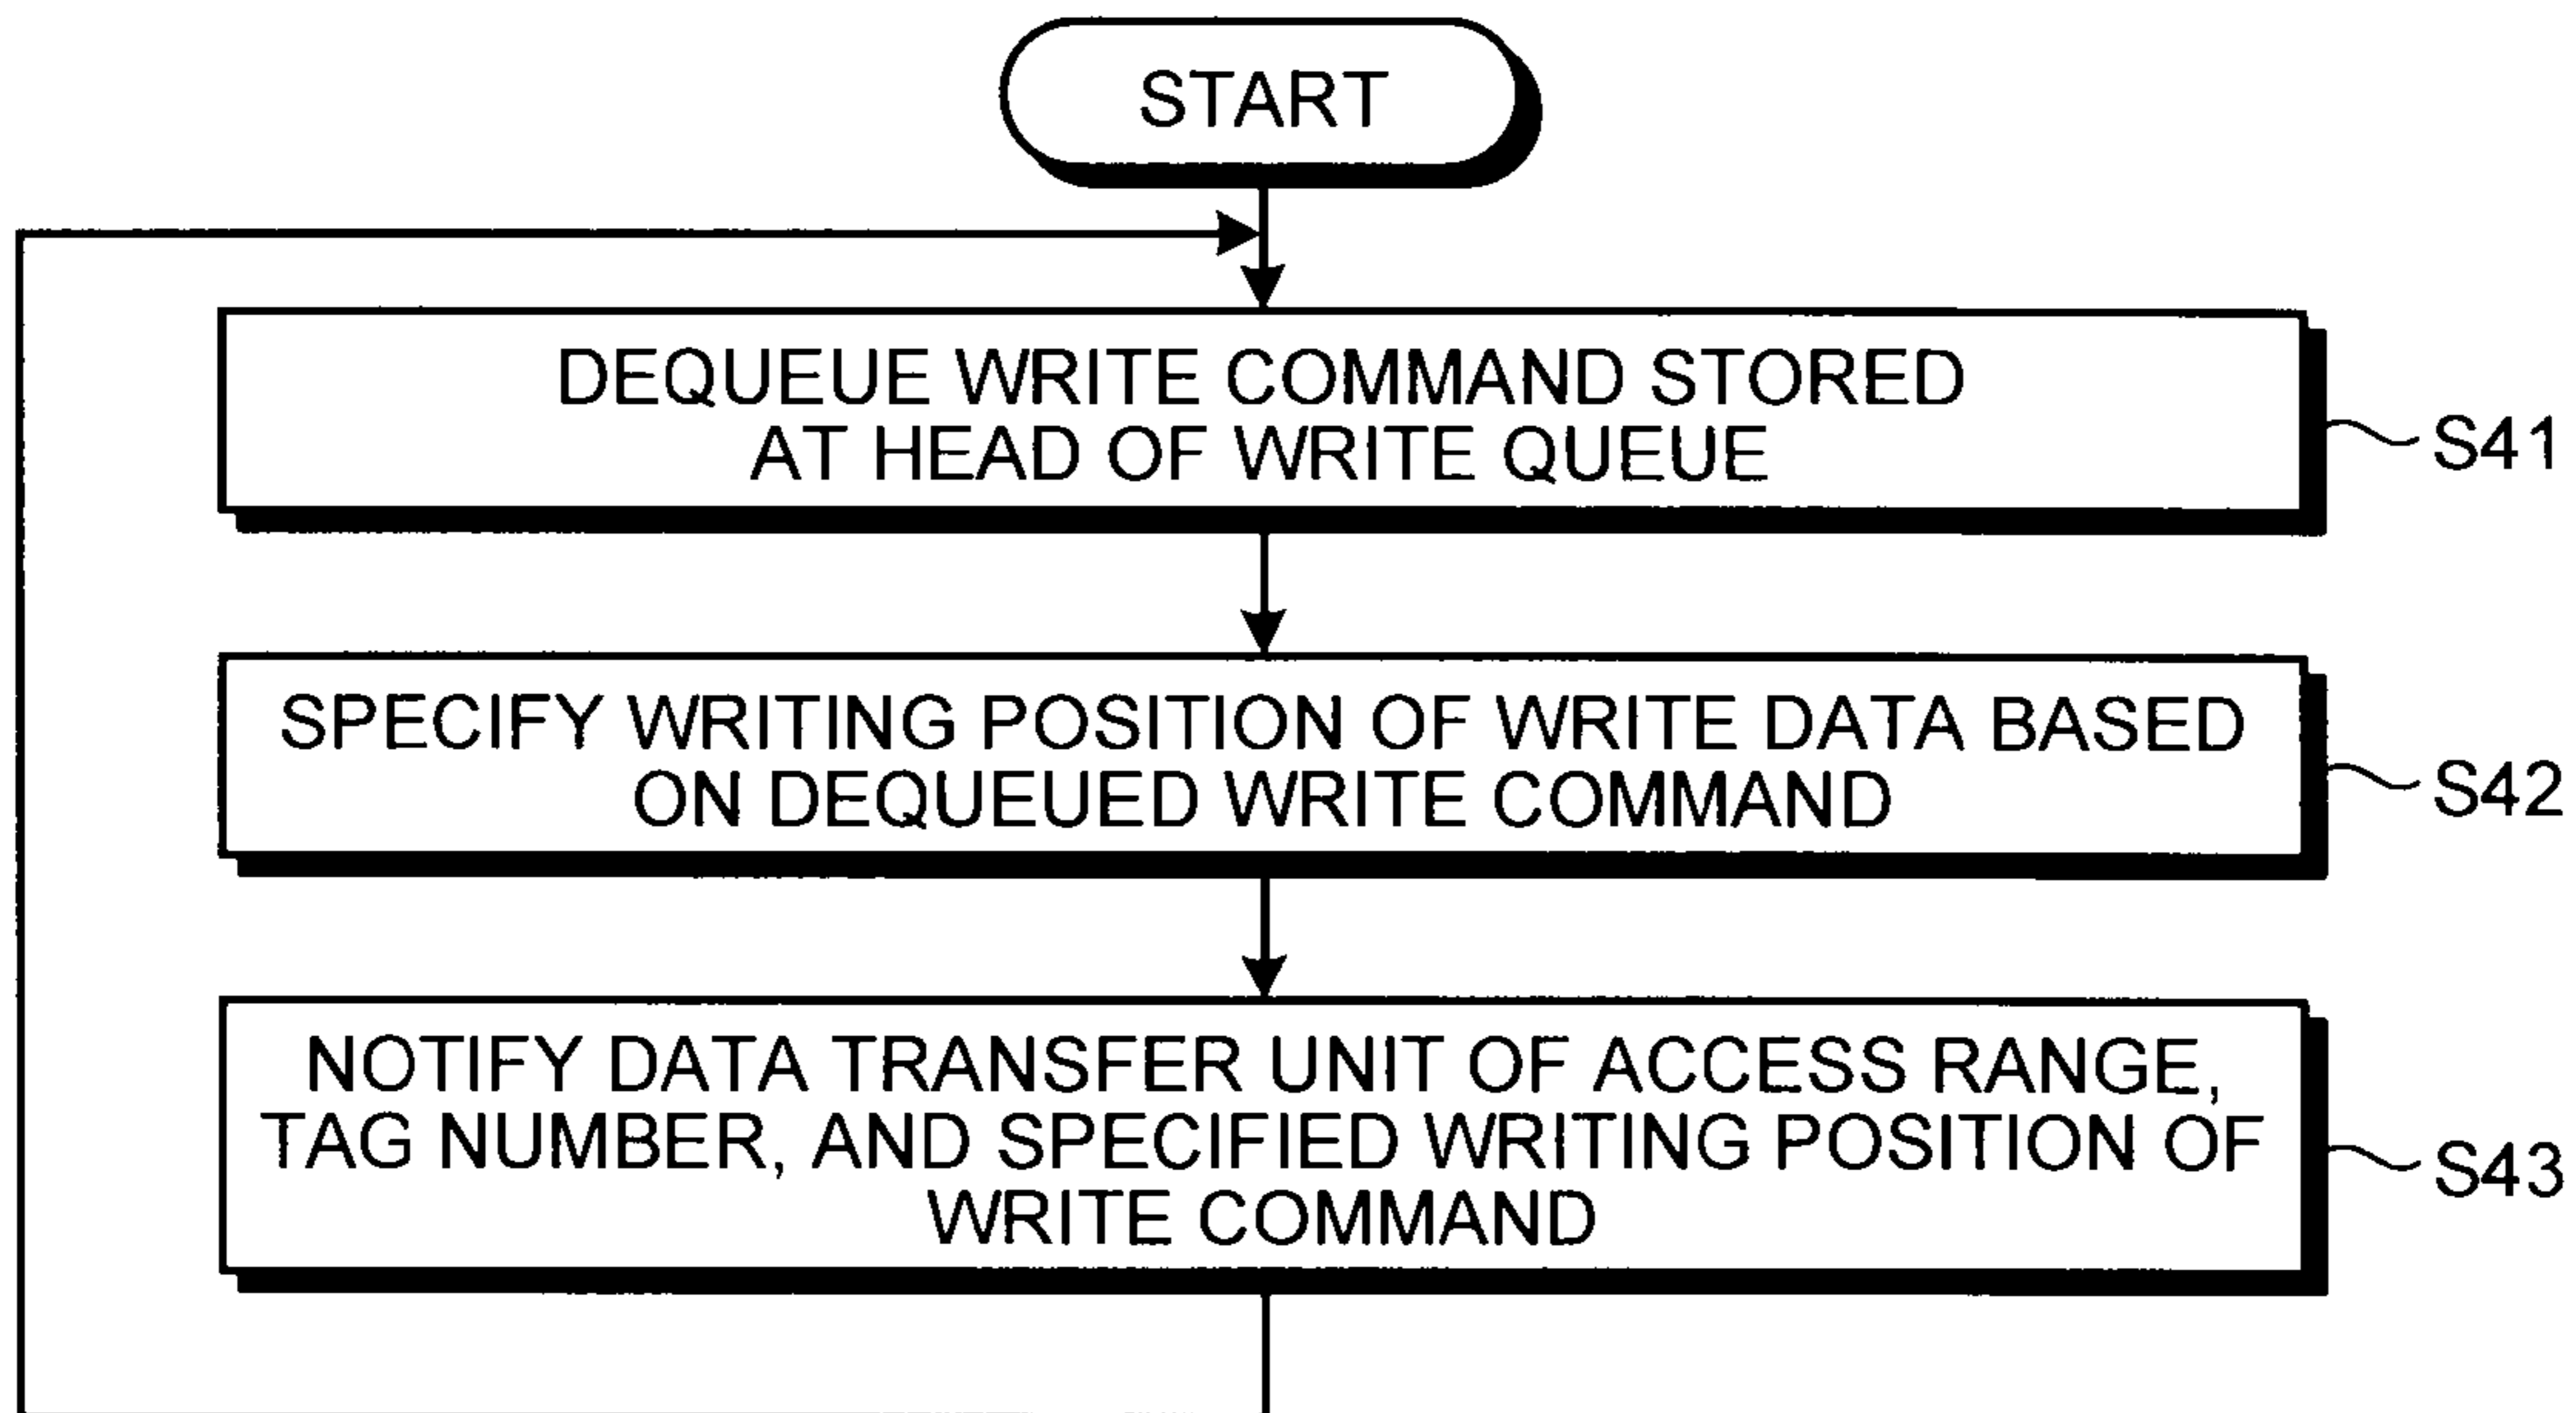 START
DEQUEUE WRITE COMMAND STORED
AT HEAD OF WRITE QUEUE
S41
SPECIFY WRITING POSITION OF WRITE DATA BASED
ON DEQUEUED WRITE COMMAND
S42
NOTIFY DATA TRANSFER UNIT OF ACCESS RANGE,
TAG NUMBER, AND SPECIFIED WRITING POSITION OF
WRITE COMMAND
S43